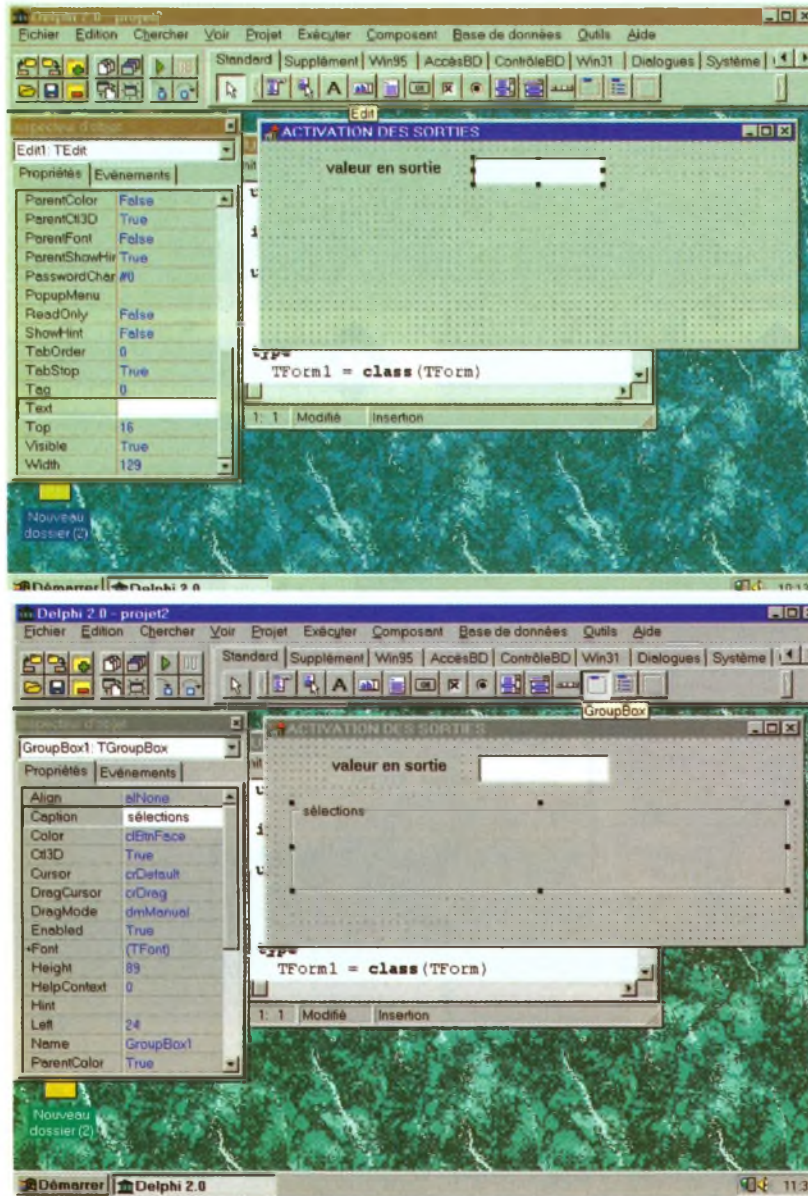 Delphi 2.0 - projet
Fichier Edition Chercher Voir Projet Exécuter Composant Base de données Outils Aide
Standard Supplément Win95 AccèsBD ContrôleBD Win31 Dialogues Système
Edit
Inspecteur d'objet
ACTIVATION DES SORTIES
Edit1: TEdit
Propriétés Evénements
valeur en sortie
ParentColor False
ParentCtl3D True
ParentFont False
ParentShowHin True
PasswordChar #0
PopupMenu
ReadOnly False
ShowHint False
TabOrder 0
TabStop True
Tag 0
Text
Top 16
Visible True
Width 129
type
TForm1 = class(TForm)
1: 1 Modifié Insertion
Nouveau
dossier (2)
Démarrer Delphi 2.0
Delphi 2.0 - projet2
Fichier Edition Chercher Voir Projet Exécuter Composant Base de données Outils Aide
Standard Supplément Win95 AccèsBD ContrôleBD Win31 Dialogues Système
GroupBox
Inspecteur d'objet
ACTIVATION DES SORTIES
GroupBox1: TGroupBox
Propriétés Evénements
valeur en sortie
sélections
Align alNone
Caption sélections
Color clBtnFace
Ctl3D True
Cursor crDefault
DragCursor crDrag
DragMode dmManual
Enabled True
+Font (TFont)
Height 89
HelpContext 0
Hint
Left 24
Name GroupBox1
ParentColor True
type
TForm1 = class(TForm)
1: 1 Modifié Insertion
Nouveau
dossier (2)
Démarrer Delphi 2.0